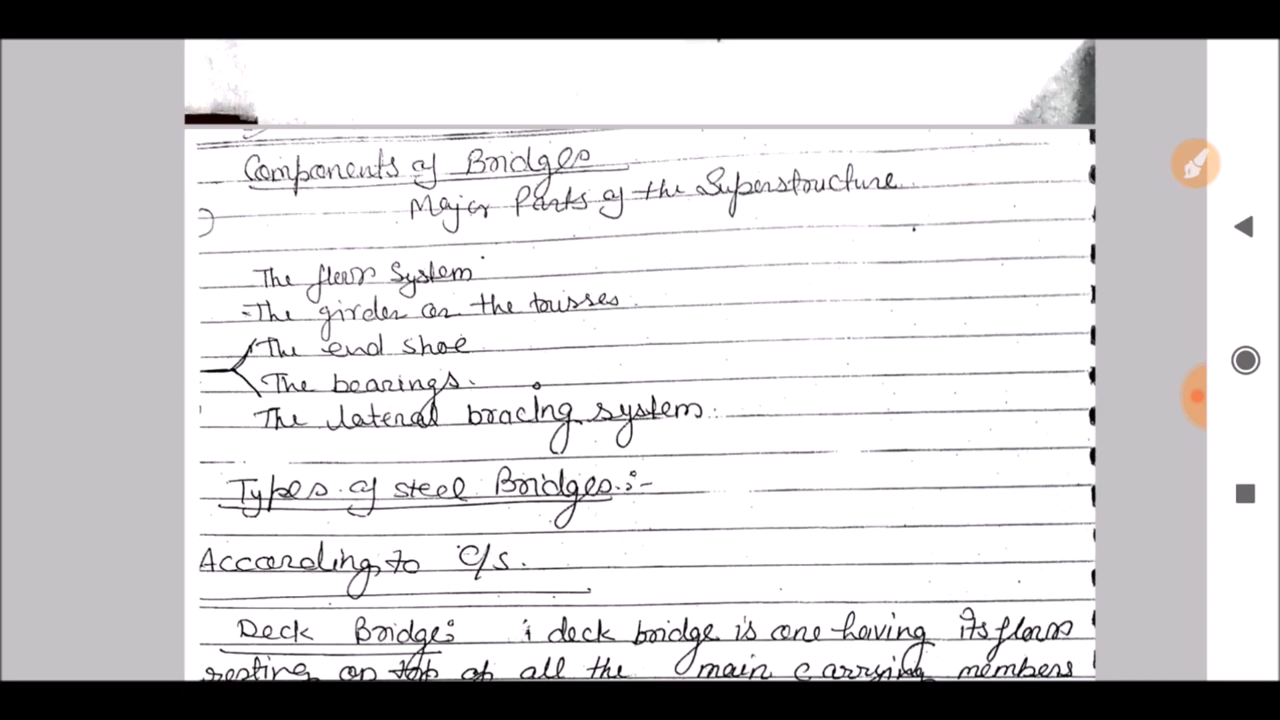 Components of Bridges
Major Parts of the Superstructure
The floor System
- The girder or the trusses
The end shoe
The bearings.
The lateral bracing system.
Types of steel Bridges :-
According to C/s.
Deck Bridge: i deck bridge is one having its floor
resting on top of all the main carrying members